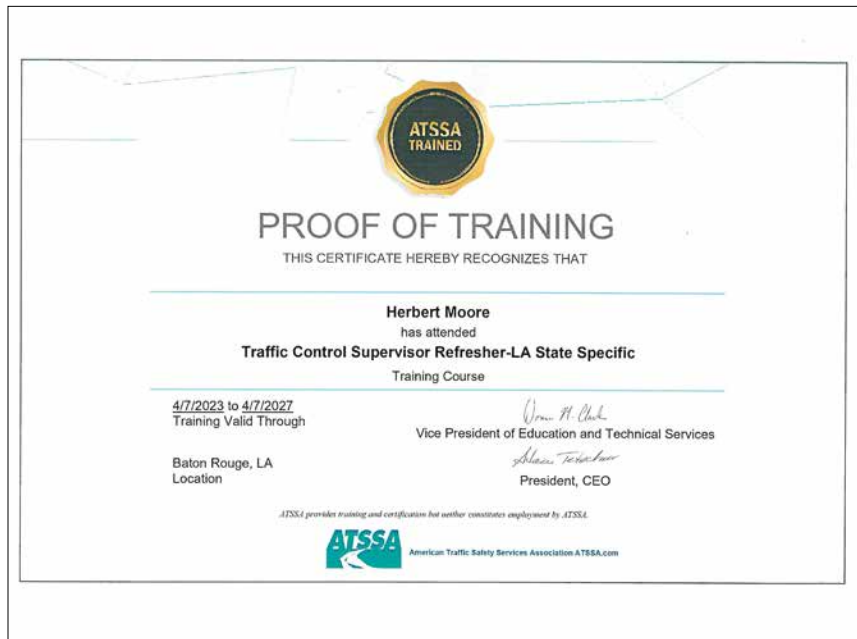 ATSSA
TRAINED
PROOF OF TRAINING
THIS CERTIFICATE HEREBY RECOGNIZES THAT
Herbert Moore
has attended
Traffic Control Supervisor Refresher-LA State Specific
Training Course
4/7/2023 to 4/7/2027
Training Valid Through
Vice President of Education and Technical Services
Baton Rouge, LA
Location
President, CEO
ATSSA provides training and certification but neither constitutes employment by ATSSA.
ATSSA
American Traffic Safety Services Association ATSSA.com